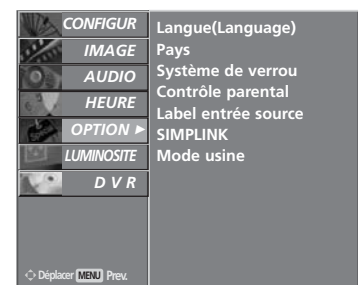 CONFIGUR
IMAGE
AUDIO
HEURE
OPTION ►
LUMINOSITE
D V R
Langue(Language)
Pays
Système de verrou
Contrôle parental
Label entrée source
SIMPLINK
Mode usine
Déplacer MENU Prev.